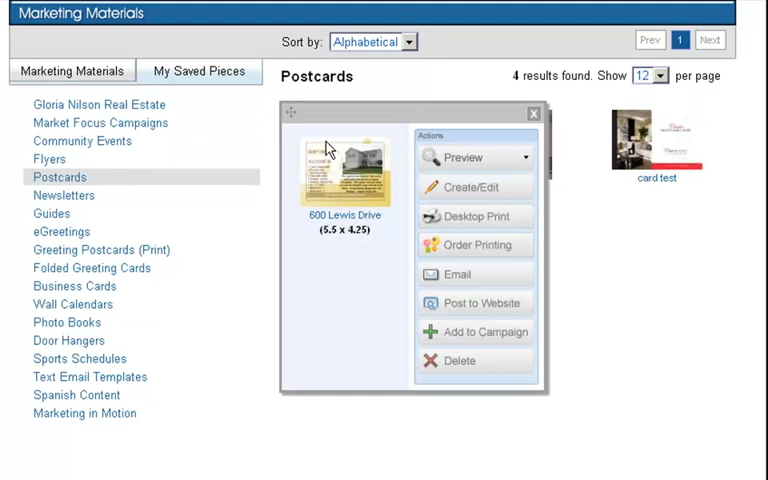 Marketing Materials
Sort by: Alphabetical
Prev 1 Next
Marketing Materials
My Saved Pieces
Postcards
4 results found. Show 12 per page
Gloria Nilson Real Estate
Market Focus Campaigns
Community Events
Flyers
Postcards
Newsletters
Guides
eGreetings
Greeting Postcards (Print)
Folded Greeting Cards
Business Cards
Wall Calendars
Photo Books
Door Hangers
Sports Schedules
Text Email Templates
Spanish Content
Marketing in Motion
X
600 Lewis Drive
(5.5 x 4.25)
Actions
Preview
Create/Edit
Desktop Print
Order Printing
Email
Post to Website
Add to Campaign
Delete
card test